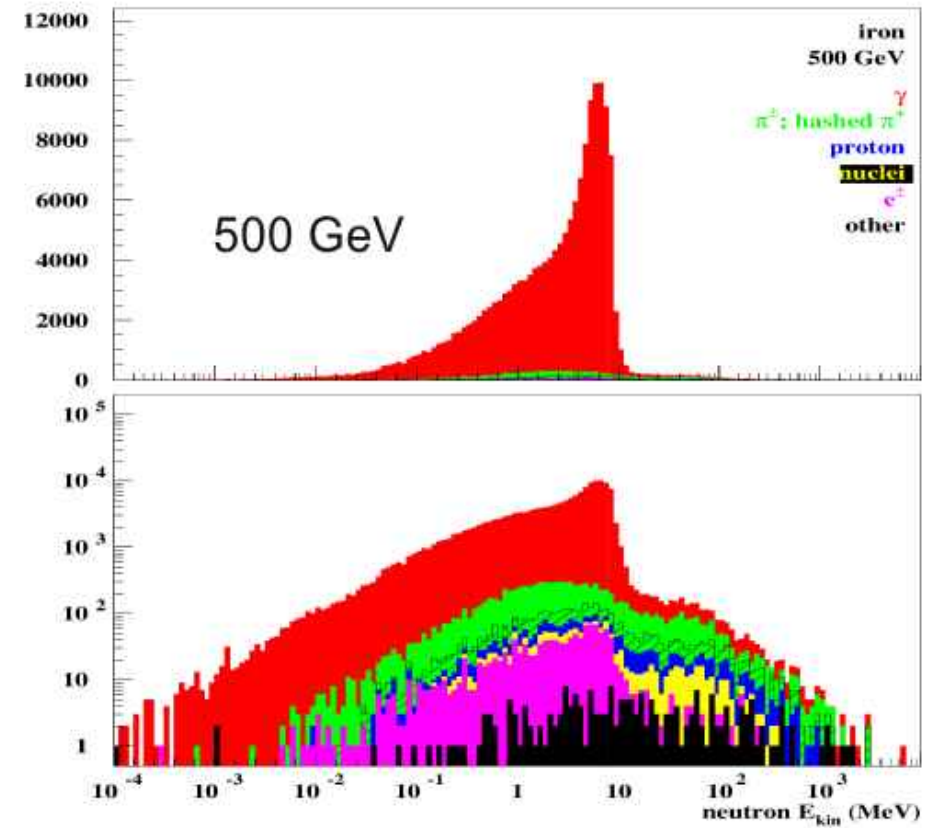 12000
10000
8000
6000
4000
2000
0
iron
500 GeV
γ
π±; hashed π+
proton
nuclei
e±
other
500 GeV
10 5
10 4
10 3
10 2
10
1
10 -4
10 -3
10 -2
10 -1
1
10
10 2
10 3
neutron Ekin (MeV)